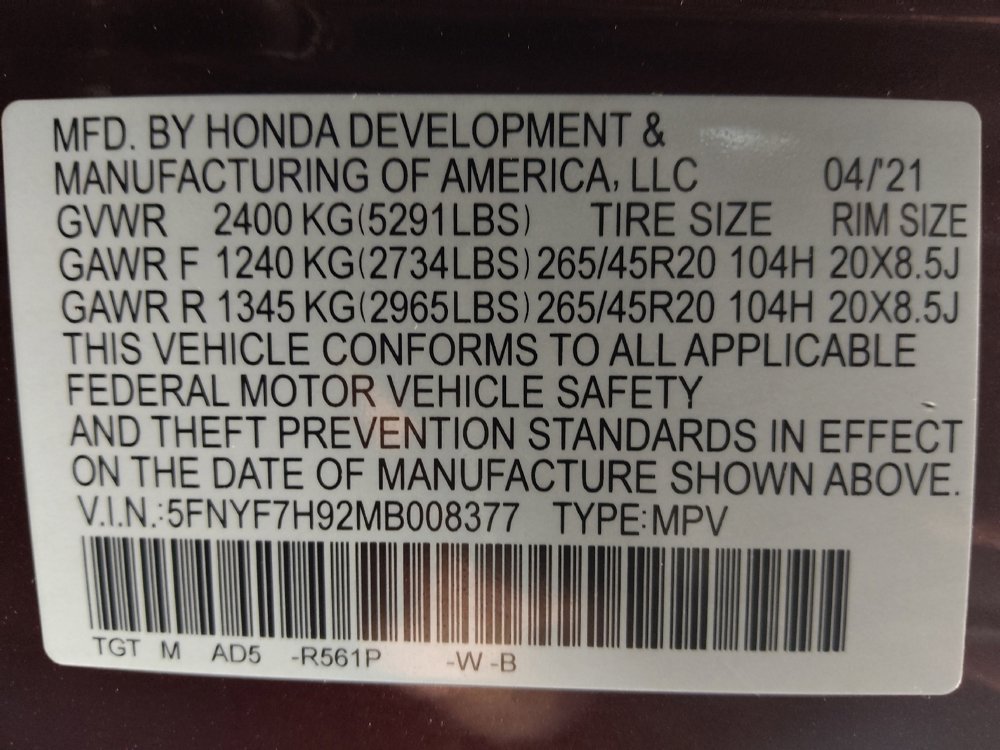 MFD. BY HONDA DEVELOPMENT &
MANUFACTURING OF AMERICA, LLC 04/'21
GVWR 2400 KG(5291LBS) TIRE SIZE RIM SIZE
GAWR F 1240 KG(2734LBS) 265/45R20 104H 20X8.5J
GAWR R 1345 KG(2965LBS) 265/45R20 104H 20X8.5J
THIS VEHICLE CONFORMS TO ALL APPLICABLE
FEDERAL MOTOR VEHICLE SAFETY
AND THEFT PREVENTION STANDARDS IN EFFECT
ON THE DATE OF MANUFACTURE SHOWN ABOVE.
V.I.N.:5FNYF7H92MB008377 TYPE:MPV
TGT M AD5 -R561P -W -B